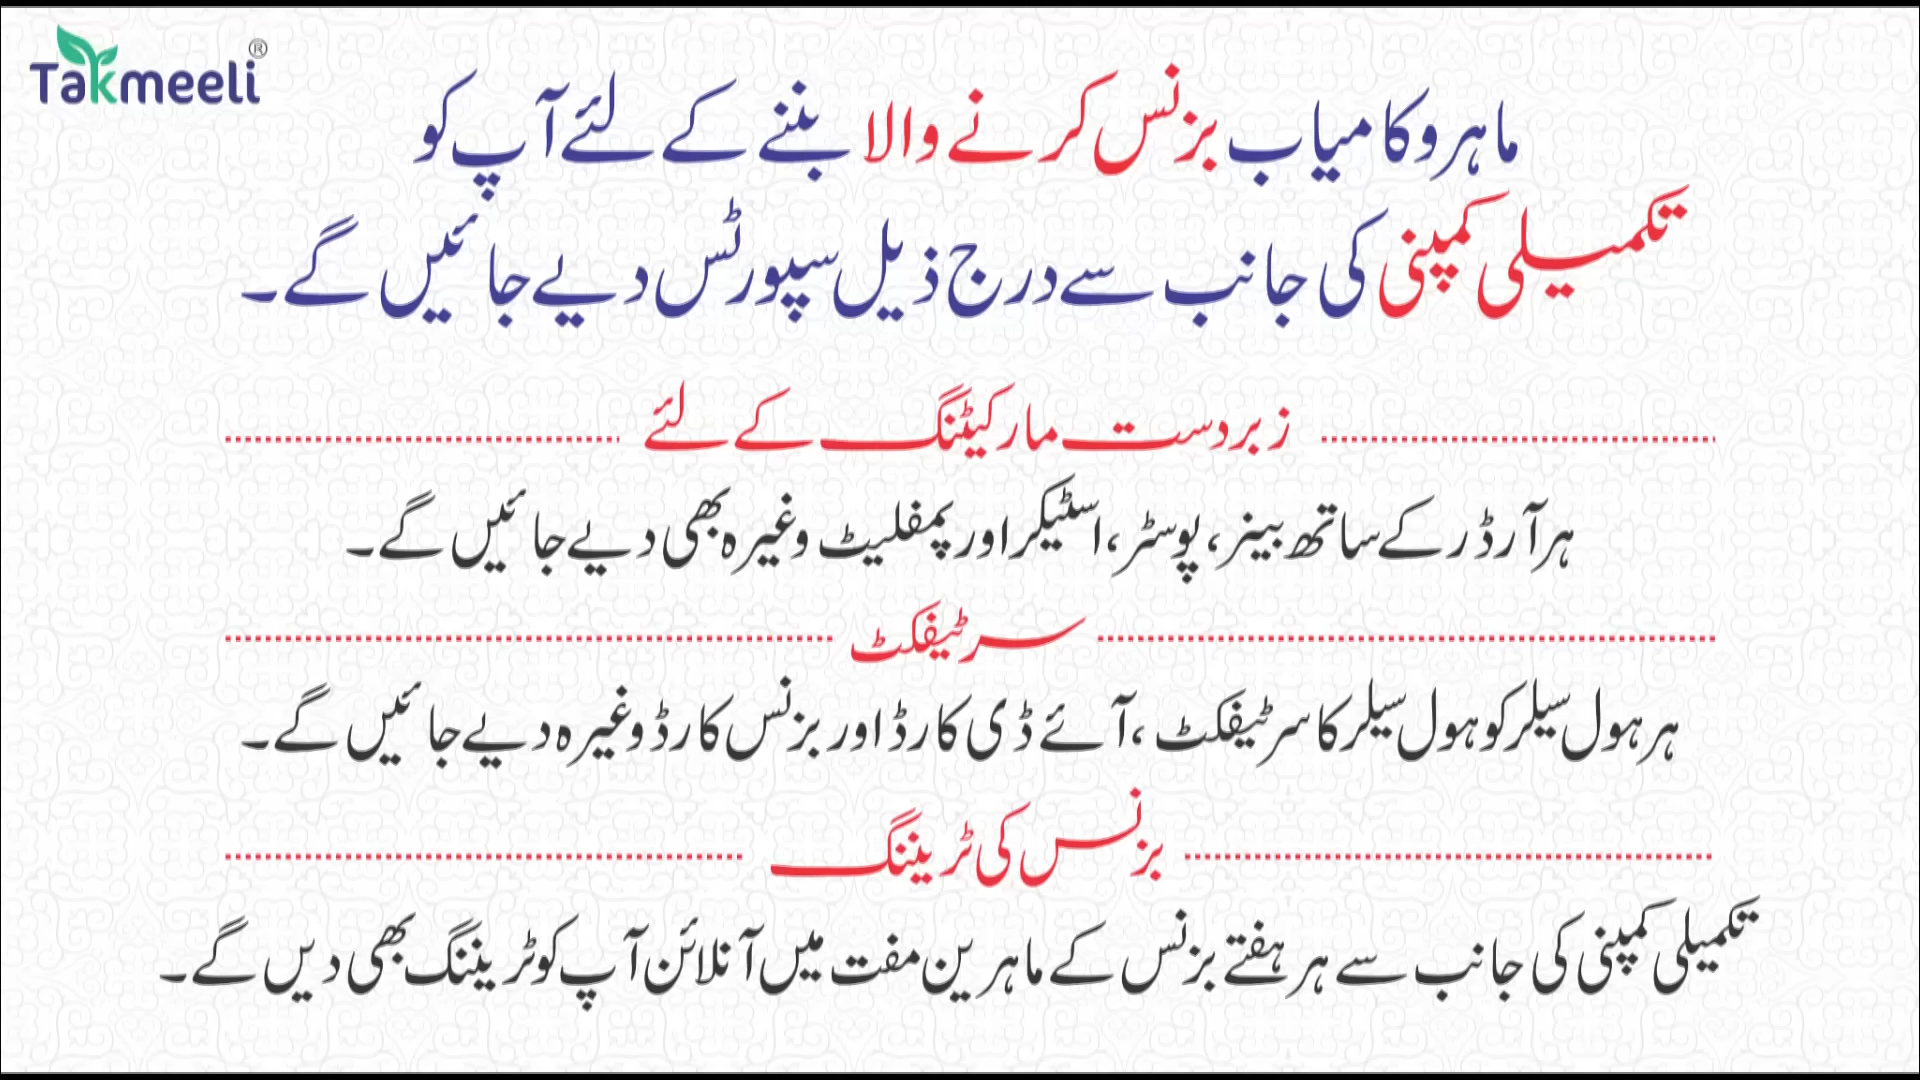 Takmeeli®
ماہر و کامیاب بزنس کرنے والا بننے کے لئے آپ کو
تکمیلی کمپنی کی جانب سے درج ذیل سپورٹس دیے جائیں گے۔
زبردست مارکیٹنگ کے لئے
ہر آرڈر کے ساتھ بینر، پوسٹر، اسٹیکر اور پمفلیٹ وغیرہ بھی دیے جائیں گے۔
سرٹیفکٹ
ہر ہول سیلر کو ہول سیلر کا سرٹیفکٹ، آئے ڈی کارڈ اور بزنس کارڈ وغیرہ دیے جائیں گے۔
بزنس کی ٹریننگ
تکمیلی کمپنی کی جانب سے ہر ہفتے بزنس کے ماہرین مفت میں آنلائن آپ کو ٹریننگ بھی دیں گے۔